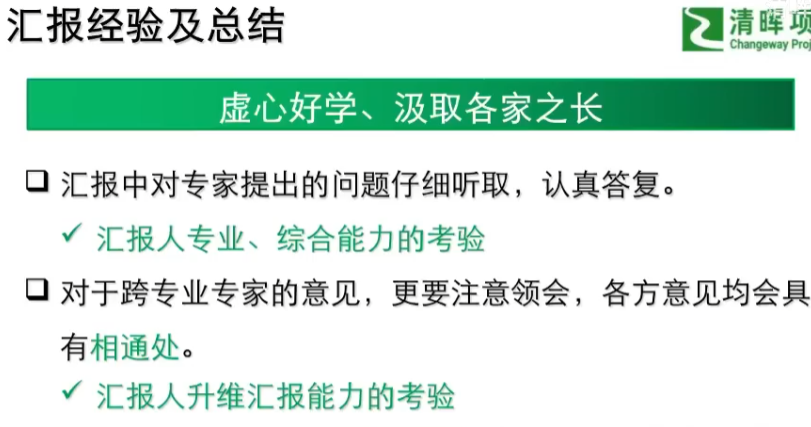 汇报经验及总结
清晖项
Changeway Proj
虚心好学、汲取各家之长
❑ 汇报中对专家提出的问题仔细听取，认真答复。
✓ 汇报人专业、综合能力的考验
❑ 对于跨专业专家的意见，更要注意领会，各方意见均会具
有相通处。
✓ 汇报人升维汇报能力的考验